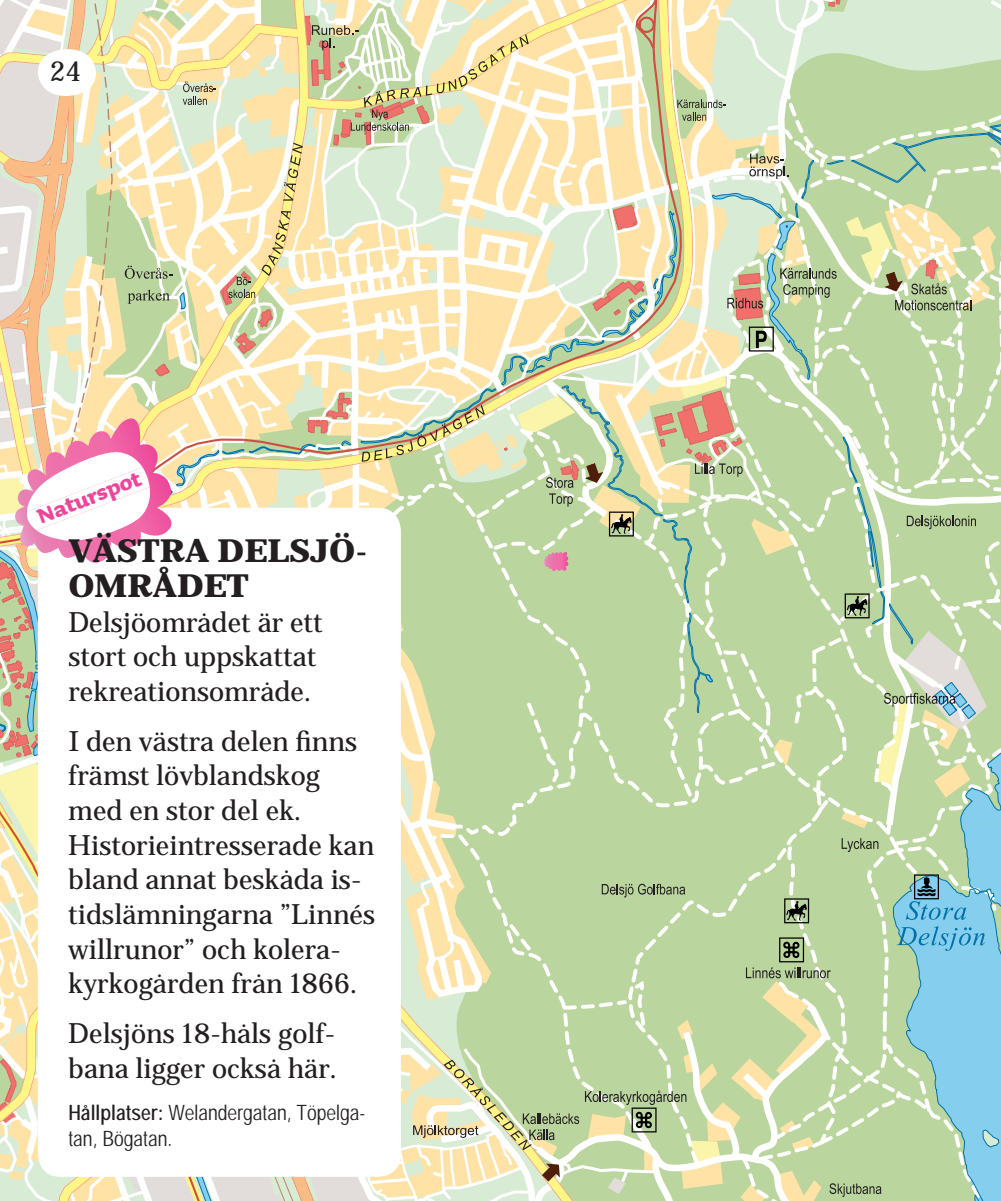 24
Runeb.-
pl.
KÄRRALUNDSGATAN
Överås-
vallen
Nya
Lundenskolan
Kärralunds-
vallen
Havs-
örnspl.
DANSKA VÄGEN
Överås-
parken
Bö-
skolan
Kärralunds
Camping
Skatås
Motionscentral
Ridhus
P
DELSJÖVÄGEN
Stora
Torp
Lilla Torp
Naturspot
Delsjökolonin
VÄSTRA DELSJÖ-
OMRÅDET
Delsjöområdet är ett
stort och uppskattat
rekreationsområde.
I den västra delen finns
främst lövblandskog
med en stor del ek.
Historieintresserade kan
bland annat beskåda is-
tidslämningarna ”Linnés
willrunor” och kolera-
kyrkogården från 1866.
Delsjöns 18-håls golf-
bana ligger också här.
Hållplatser: Welandergatan, Töpelga-
tan, Bögatan.
Sportfiskarna
Lyckan
Delsjö Golfbana
Stora
Delsjön
Linnés willrunor
BORÅSLEDEN
Kolerakyrkogården
Mjölktorget
Kallebäcks
Källa
Skjutbana